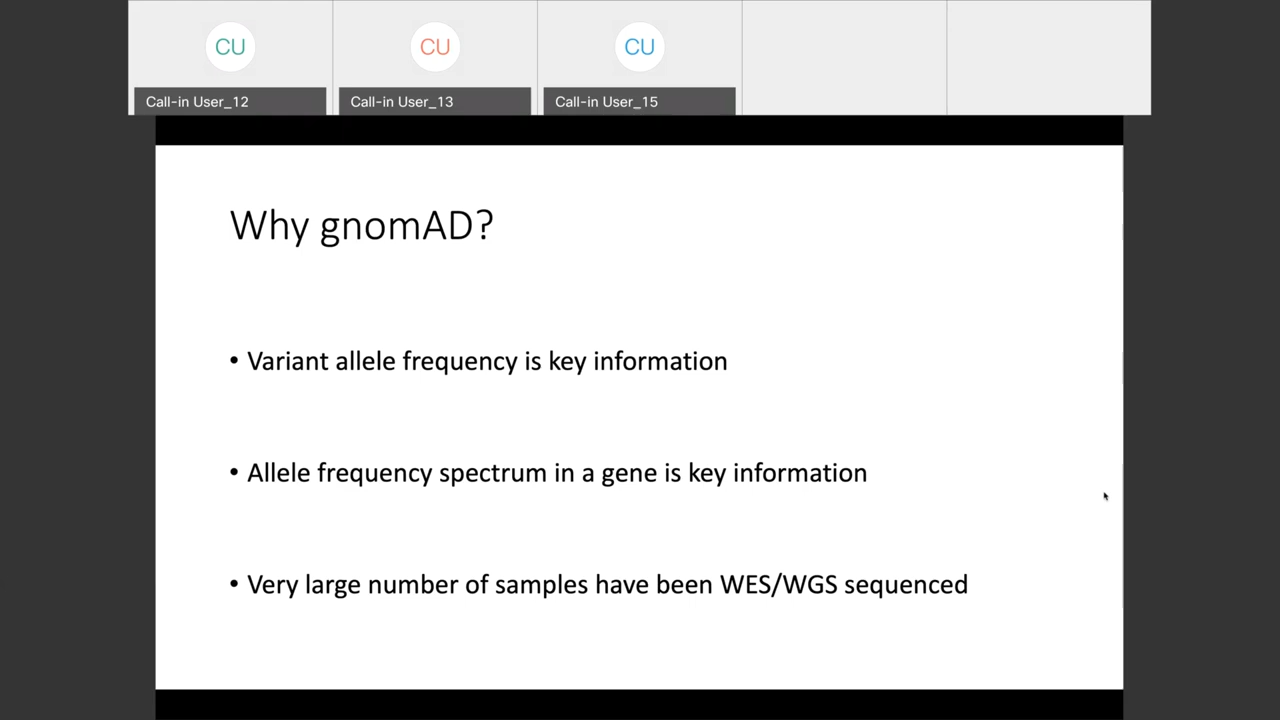 CU
CU
CU
Call-in User_12
Call-in User_13
Call-in User_15
Why gnomAD?
• Variant allele frequency is key information
• Allele frequency spectrum in a gene is key information
• Very large number of samples have been WES/WGS sequenced